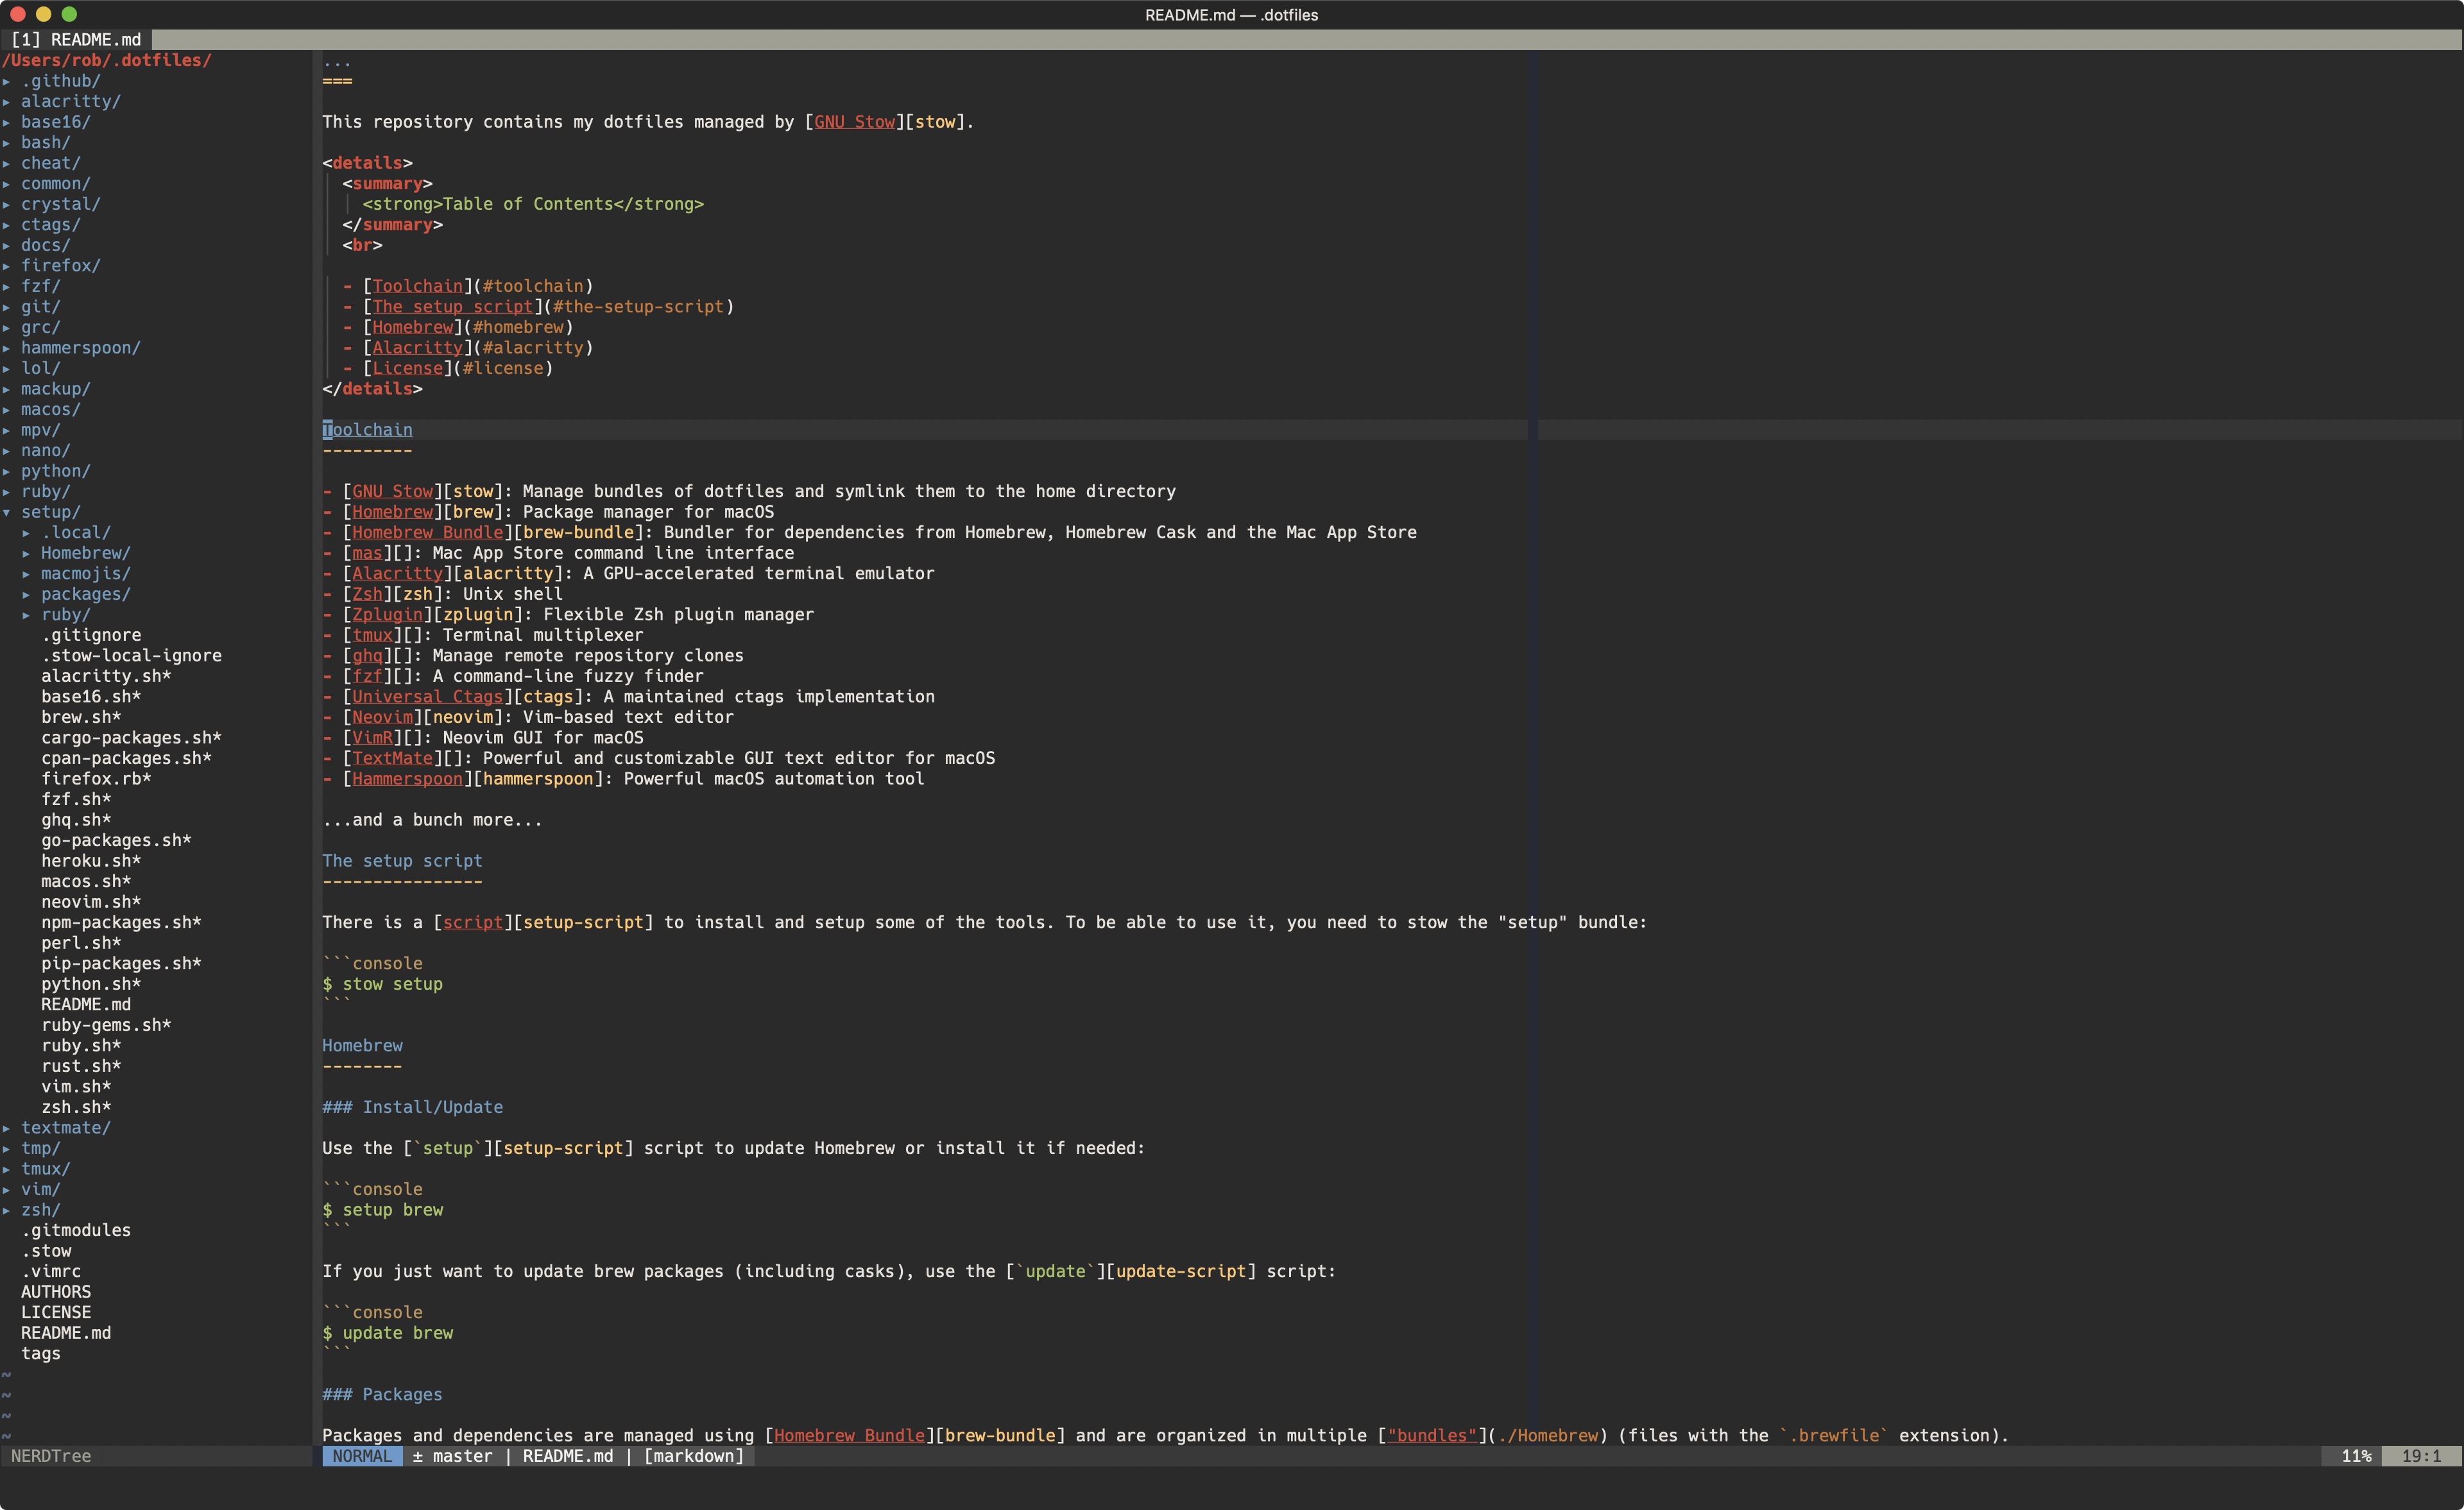 README.md — .dotfiles
[1] README.md
/Users/rob/.dotfiles/
▸ .github/
▸ alacritty/
▸ base16/
▸ bash/
▸ cheat/
▸ common/
▸ crystal/
▸ ctags/
▸ docs/
▸ firefox/
▸ fzf/
▸ git/
▸ grc/
▸ hammerspoon/
▸ lol/
▸ mackup/
▸ macos/
▸ mpv/
▸ nano/
▸ python/
▸ ruby/
▾ setup/
▸ .local/
▸ Homebrew/
▸ macmojis/
▸ packages/
▸ ruby/
.gitignore
.stow-local-ignore
alacritty.sh*
base16.sh*
brew.sh*
cargo-packages.sh*
cpan-packages.sh*
firefox.rb*
fzf.sh*
ghq.sh*
go-packages.sh*
heroku.sh*
macos.sh*
neovim.sh*
npm-packages.sh*
perl.sh*
pip-packages.sh*
python.sh*
README.md
ruby-gems.sh*
ruby.sh*
rust.sh*
vim.sh*
zsh.sh*
▸ textmate/
▸ tmp/
▸ tmux/
▸ vim/
▸ zsh/
.gitmodules
.stow
.vimrc
AUTHORS
LICENSE
README.md
tags
~
~
~
~
NERDTree
...
===
This repository contains my dotfiles managed by [GNU Stow][stow].
<details>
<summary>
<strong>Table of Contents</strong>
</summary>
<br>
- [Toolchain](#toolchain)
- [The setup script](#the-setup-script)
- [Homebrew](#homebrew)
- [Alacritty](#alacritty)
- [License](#license)
</details>
Toolchain
---------
- [GNU Stow][stow]: Manage bundles of dotfiles and symlink them to the home directory
- [Homebrew][brew]: Package manager for macOS
- [Homebrew Bundle][brew-bundle]: Bundler for dependencies from Homebrew, Homebrew Cask and the Mac App Store
- [mas][]: Mac App Store command line interface
- [Alacritty][alacritty]: A GPU-accelerated terminal emulator
- [Zsh][zsh]: Unix shell
- [Zplugin][zplugin]: Flexible Zsh plugin manager
- [tmux][]: Terminal multiplexer
- [ghq][]: Manage remote repository clones
- [fzf][]: A command-line fuzzy finder
- [Universal Ctags][ctags]: A maintained ctags implementation
- [Neovim][neovim]: Vim-based text editor
- [VimR][]: Neovim GUI for macOS
- [TextMate][]: Powerful and customizable GUI text editor for macOS
- [Hammerspoon][hammerspoon]: Powerful macOS automation tool
...and a bunch more...
The setup script
----------------
There is a [script][setup-script] to install and setup some of the tools. To be able to use it, you need to stow the "setup" bundle:
```console
$ stow setup
```
Homebrew
--------
### Install/Update
Use the [`setup`][setup-script] script to update Homebrew or install it if needed:
```console
$ setup brew
```
If you just want to update brew packages (including casks), use the [`update`][update-script] script:
```console
$ update brew
```
### Packages
Packages and dependencies are managed using [Homebrew Bundle][brew-bundle] and are organized in multiple ["bundles"](./Homebrew) (files with the `.brewfile` extension).
NORMAL ± master | README.md | [markdown] 11% 19:1